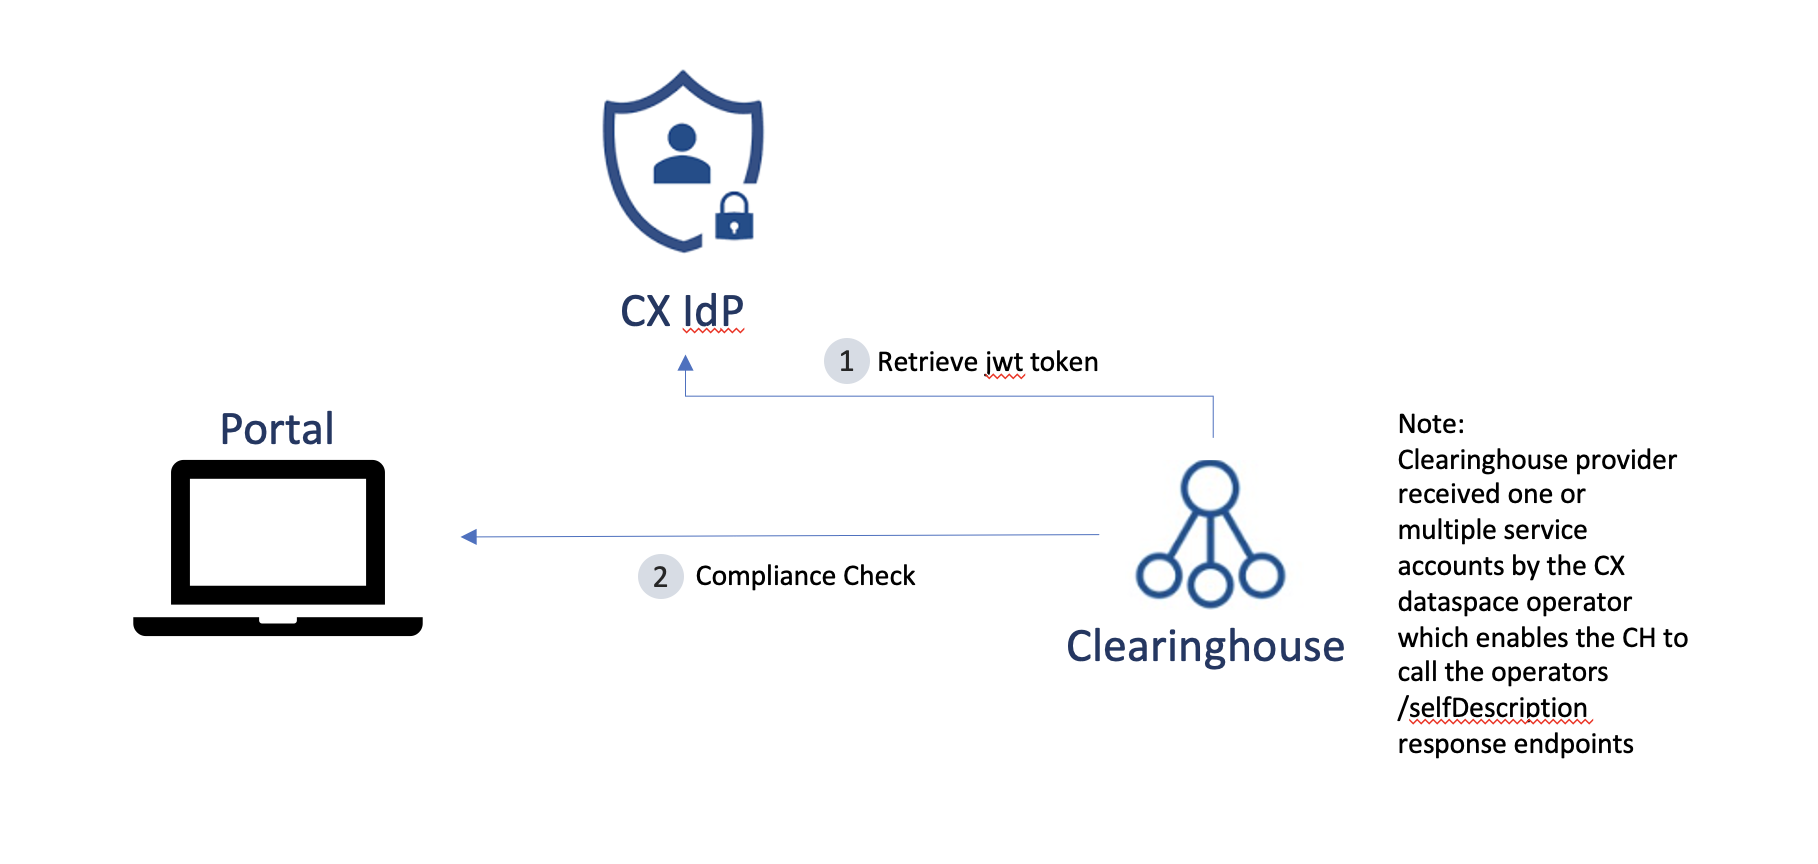 CX IdP
1 Retrieve jwt token
Portal
2 Compliance Check
Clearinghouse
Note:
Clearinghouse provider
received one or
multiple service
accounts by the CX
dataspace operator
which enables the CH to
call the operators
/selfDescription
response endpoints